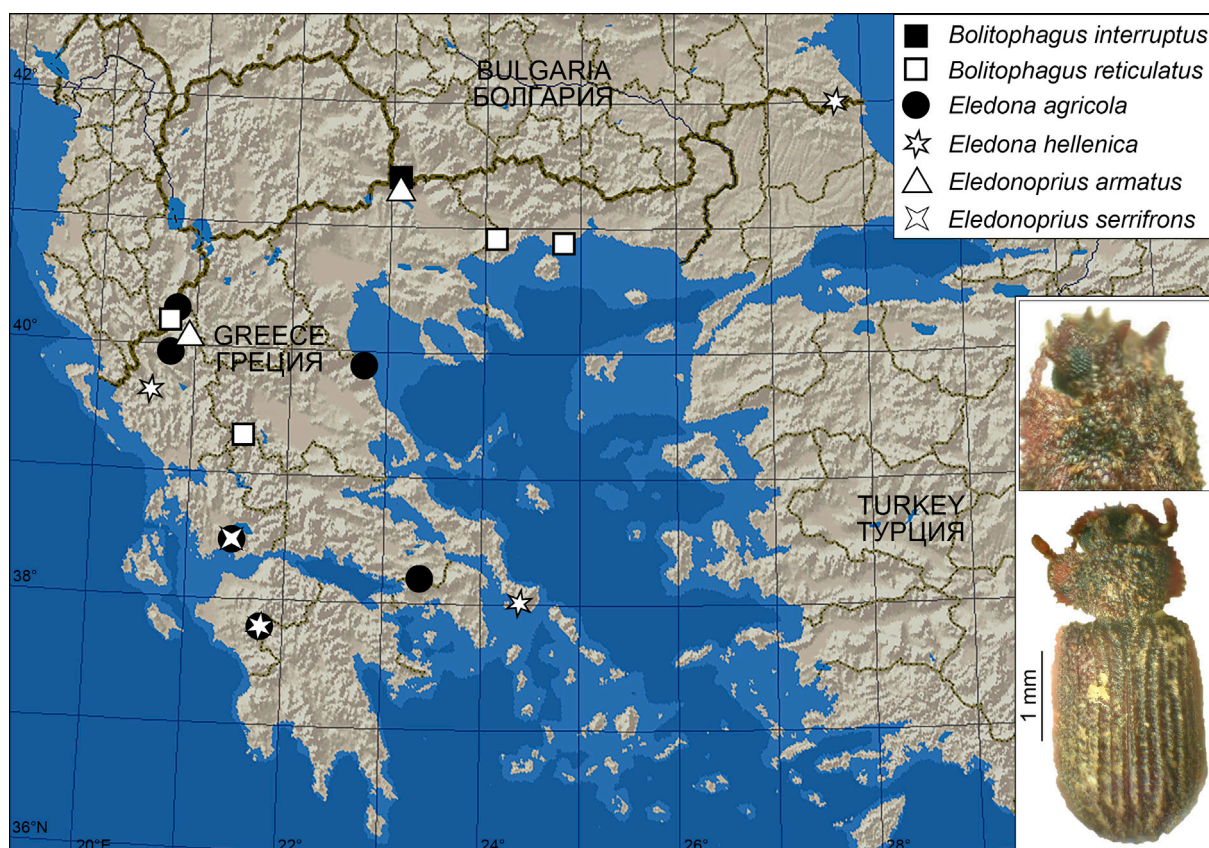 BULGARIA
БОЛГАРИЯ
Bolitophagus interruptus
Bolitophagus reticulatus
Eledona agricola
Eledona hellenica
Eledonoprius armatus
Eledonoprius serrifrons
42°
40°
GREECE
ГРЕЦИЯ
TURKEY
ТУРЦИЯ
38°
1 mm
36°N
20°E
22°
24°
26°
28°